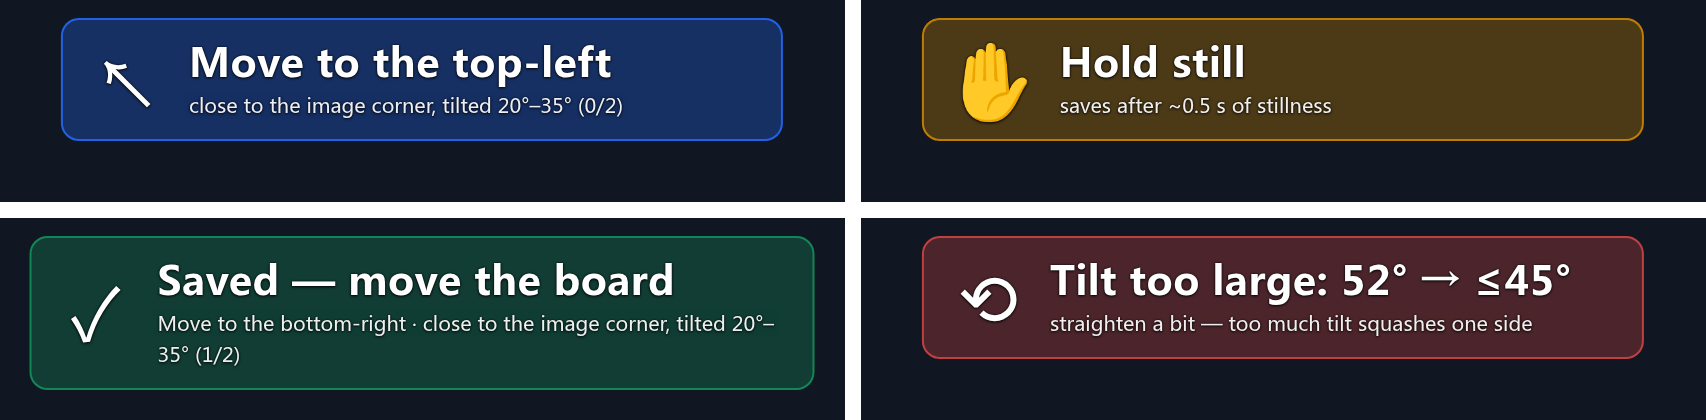 Move to the top-left
close to the image corner, tilted 20°–35° (0/2)
Hold still
saves after ~0.5 s of stillness
Saved — move the board
Move to the bottom-right · close to the image corner, tilted 20°–
35° (1/2)
Tilt too large: 52° → ≤45°
straighten a bit — too much tilt squashes one side